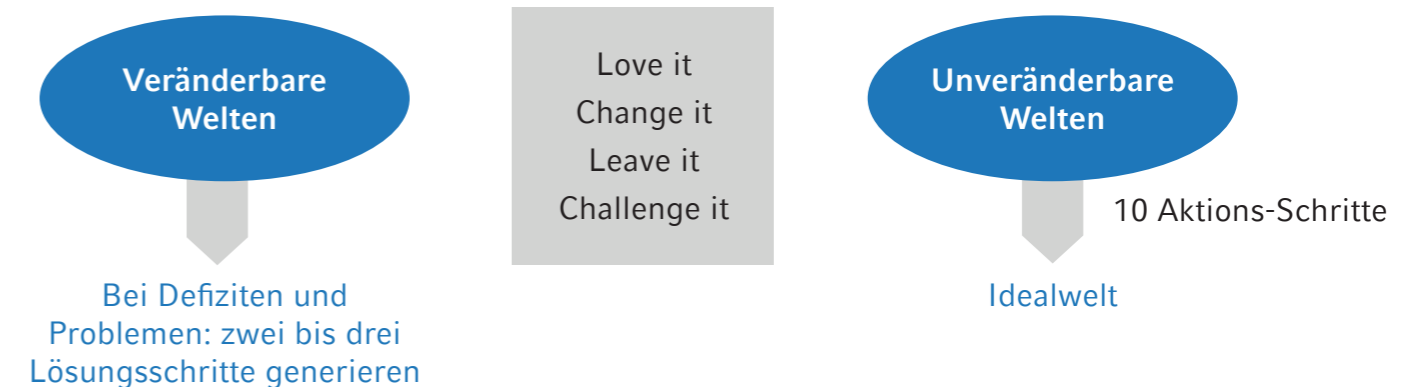 Veränderbare
Welten
Bei Defiziten und
Problemen: zwei bis drei
Lösungsschritte generieren
Love it
Change it
Leave it
Challenge it
Unveränderbare
Welten
10 Aktions-Schritte
Idealwelt